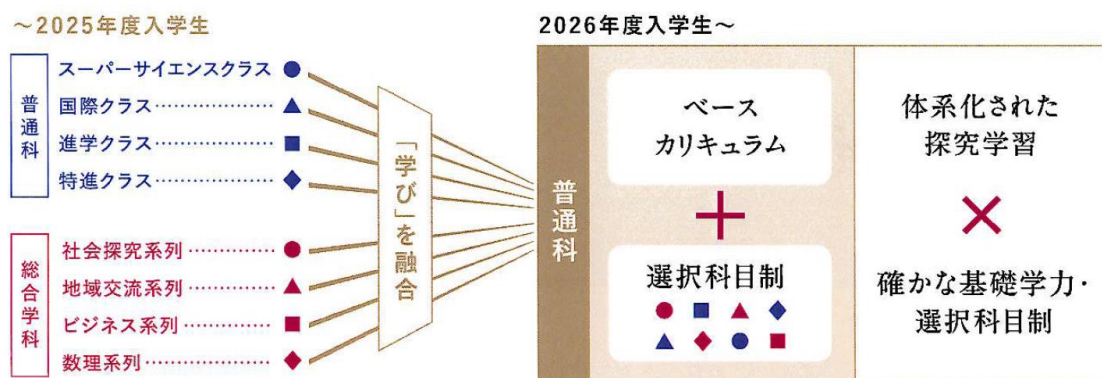 ～2025年度入学生
普通科
スーパーサイエンスクラス
国際クラス
進学クラス
特進クラス
総合学科
社会探究系列
地域交流系列
ビジネス系列
数理系列
「学び」を融合
2026年度入学生～
普通科
ベース
カリキュラム
＋
選択科目制
体系化された
探究学習
×
確かな基礎学力・
選択科目制